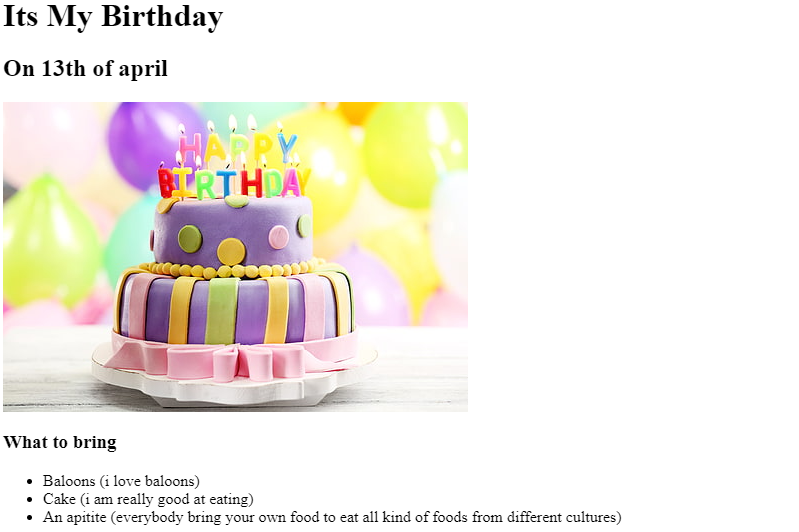 Its My Birthday
On 13th of april
HAPPY
BIRTHDAY
What to bring
Baloons (i love baloons)
Cake (i am really good at eating)
An apitite (everybody bring your own food to eat all kind of foods from different cultures)